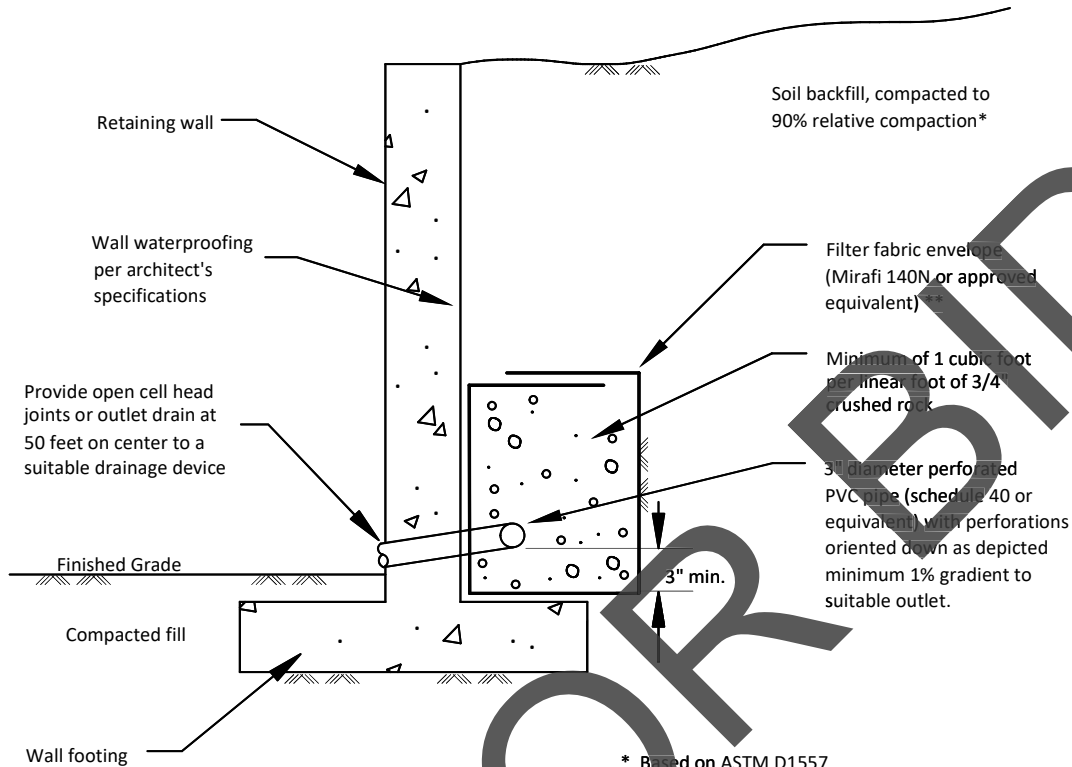 Soil backfill, compacted to
90% relative compaction*
Retaining wall
Wall waterproofing
per architect's
specifications
Filter fabric envelope
(Mirafi 140N or approved
equivalent) **
Minimum of 1 cubic foot
per linear foot of 3/4"
crushed rock
Provide open cell head
joints or outlet drain at
50 feet on center to a
suitable drainage device
3" diameter perforated
PVC pipe (schedule 40 or
equivalent) with perforations
oriented down as depicted
minimum 1% gradient to
suitable outlet.
Finished Grade
3" min.
Compacted fill
Wall footing
* Based on ASTM D1557
OR BID